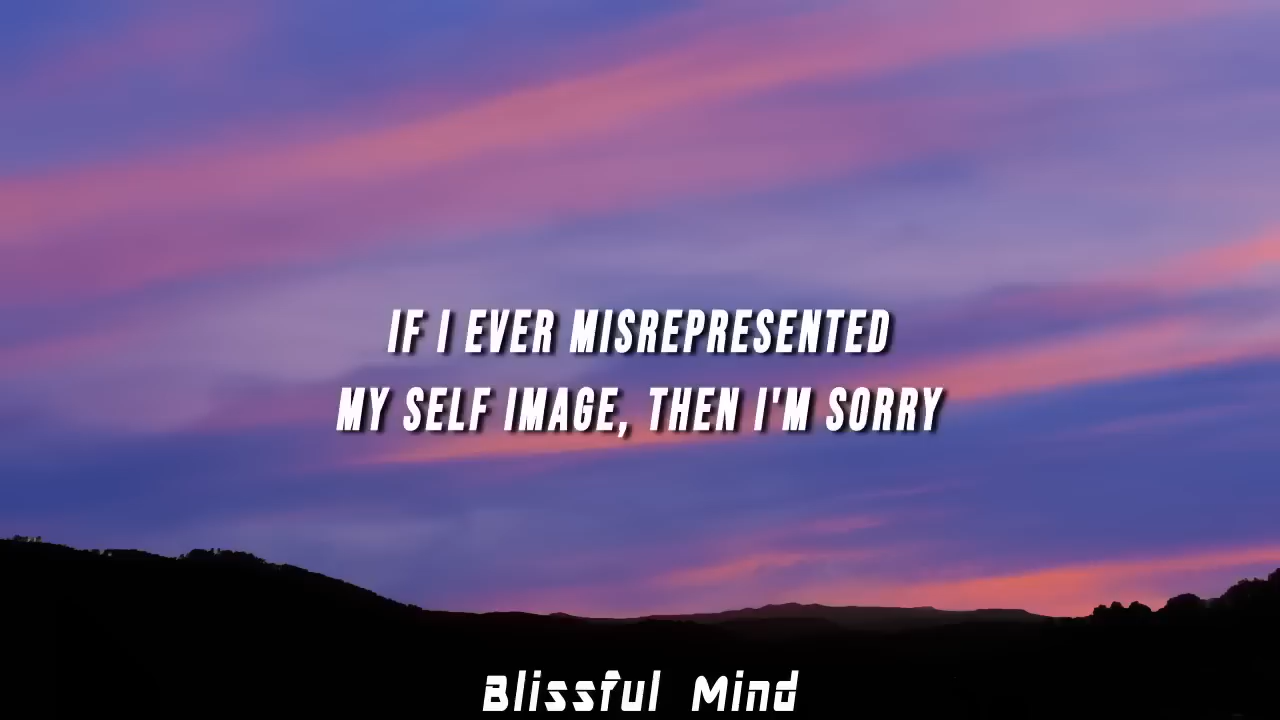 IF I EVER MISREPRESENTED
MY SELF IMAGE, THEN I'M SORRY
Blissful Mind